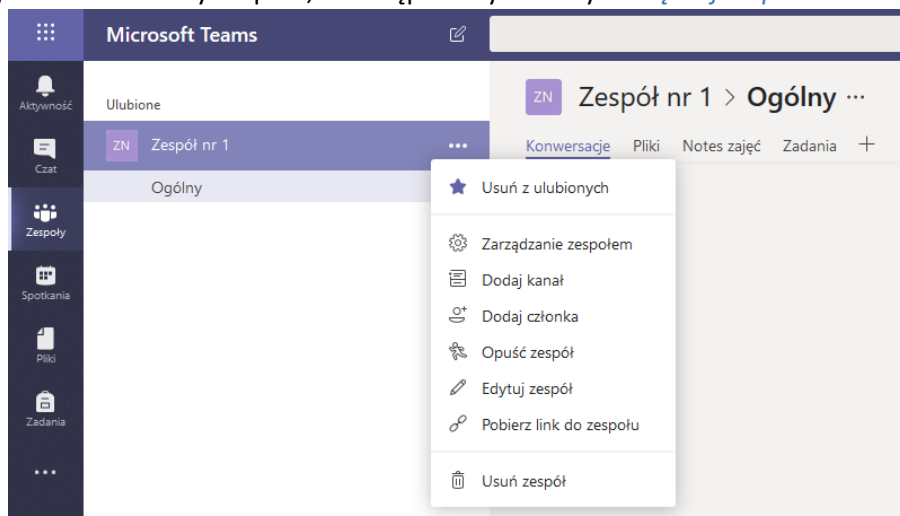 Microsoft Teams
Aktywność
Czat
Zespoły
Spotkania
Pliki
Zadania
Ulubione
ZN Zespół nr 1
Ogólny
ZN Zespół nr 1 > Ogólny
Konwersacje Pliki Notes zajęć Zadania
Usuń z ulubionych
Zarządzanie zespołem
Dodaj kanał
Dodaj członka
Opuść zespół
Edytuj zespół
Pobierz link do zespołu
Usuń zespół